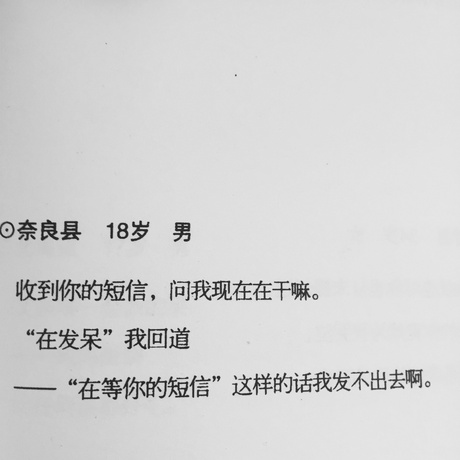 ⊙奈良县 18岁 男
收到你的短信，问我现在在干嘛。
“在发呆”我回道
——“在等你的短信”这样的话我发不出去啊。